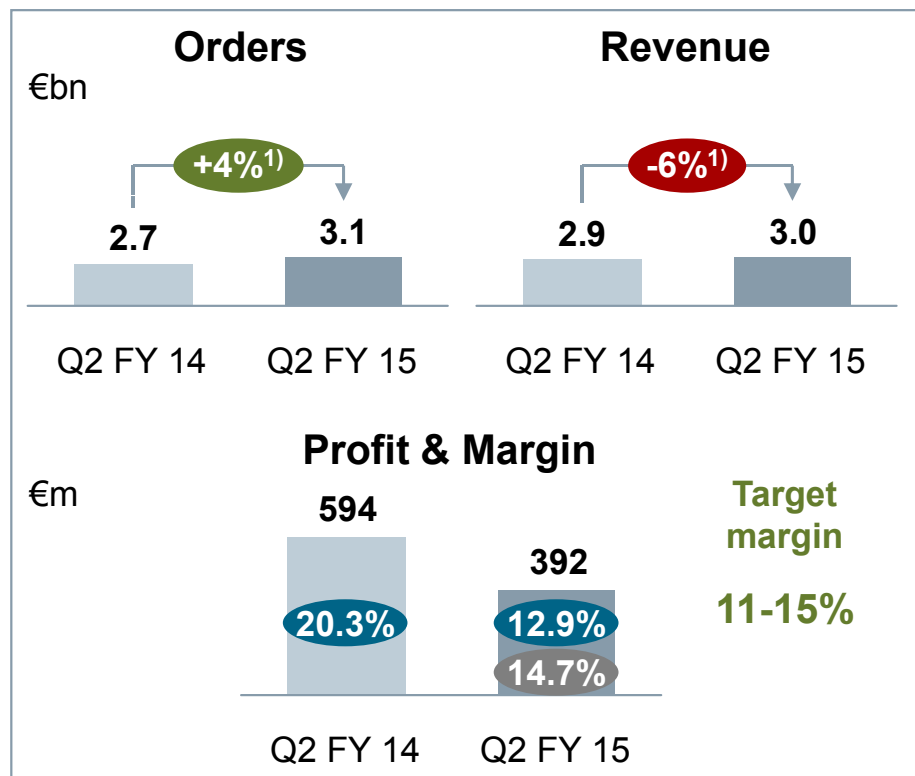 Orders
€bn
+4%1)
2.7
3.1
Q2 FY 14
Q2 FY 15
Revenue
-6%1)
2.9
3.0
Q2 FY 14
Q2 FY 15
Profit & Margin
€m
594
392
20.3%
12.9%
14.7%
Q2 FY 14
Q2 FY 15
Target
margin
11-15%